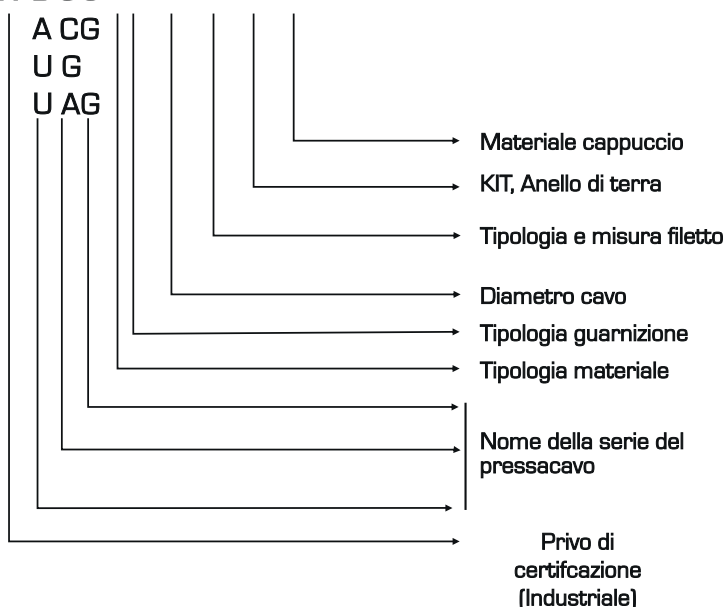 A CG
U G
U AG
Materiale cappuccio
KIT, Anello di terra
Tipologia e misura filetto
Diametro cavo
Tipologia guarnizione
Tipologia materiale
Nome della serie del
pressacavo
Privo di
certifcazione
(Industriale)